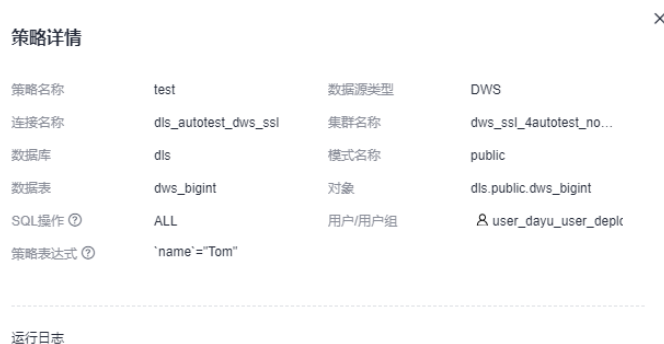 策略详情
策略名称 test 数据源类型 DWS
连接名称 dls_autotest_dws_ssl 集群名称 dws_ssl_4autotest_no...
数据库 dls 模式名称 public
数据表 dws_bigint 对象 dls.public.dws_bigint
SQL操作 ALL 用户/用户组 user_dayu_user_deplc
策略表达式 `name`="Tom"
运行日志